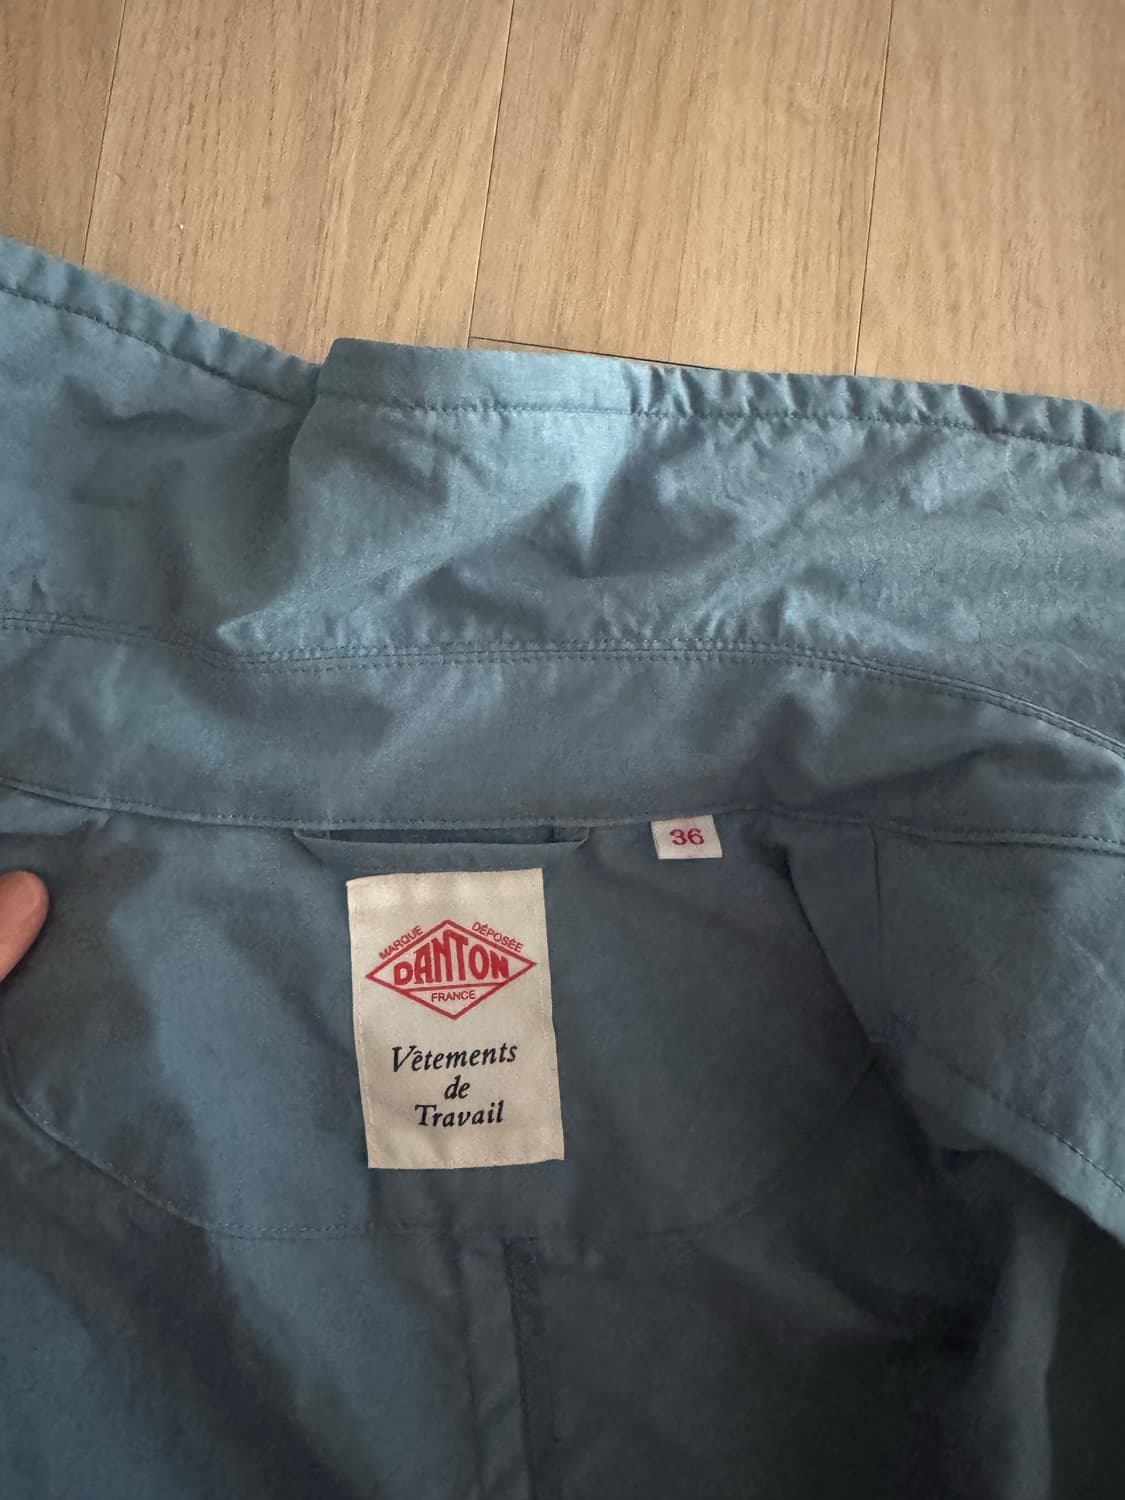 36
MARQUE DÉPOSÉE
DANTON
FRANCE
Vêtements
de
Travail